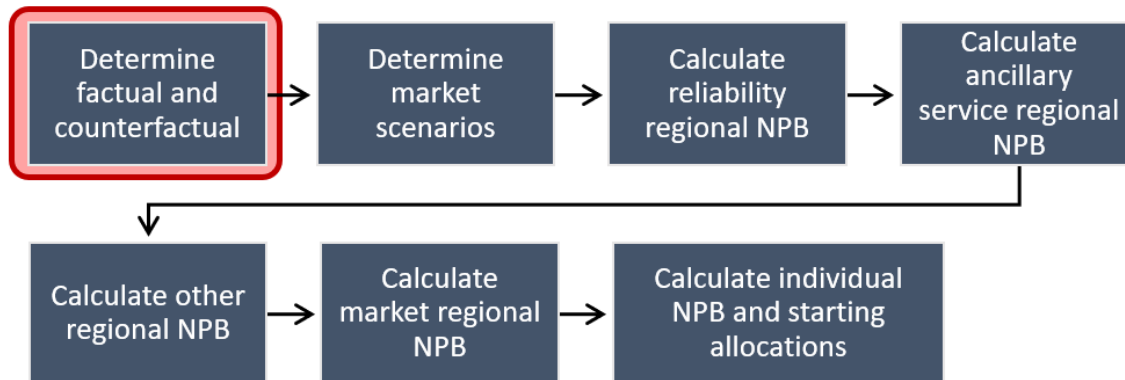 Determine
factual and
counterfactual
Determine
market
scenarios
Calculate
reliability
regional NPB
Calculate
ancillary
service regional
NPB
Calculate other
regional NPB
Calculate
market regional
NPB
Calculate individual
NPB and starting
allocations